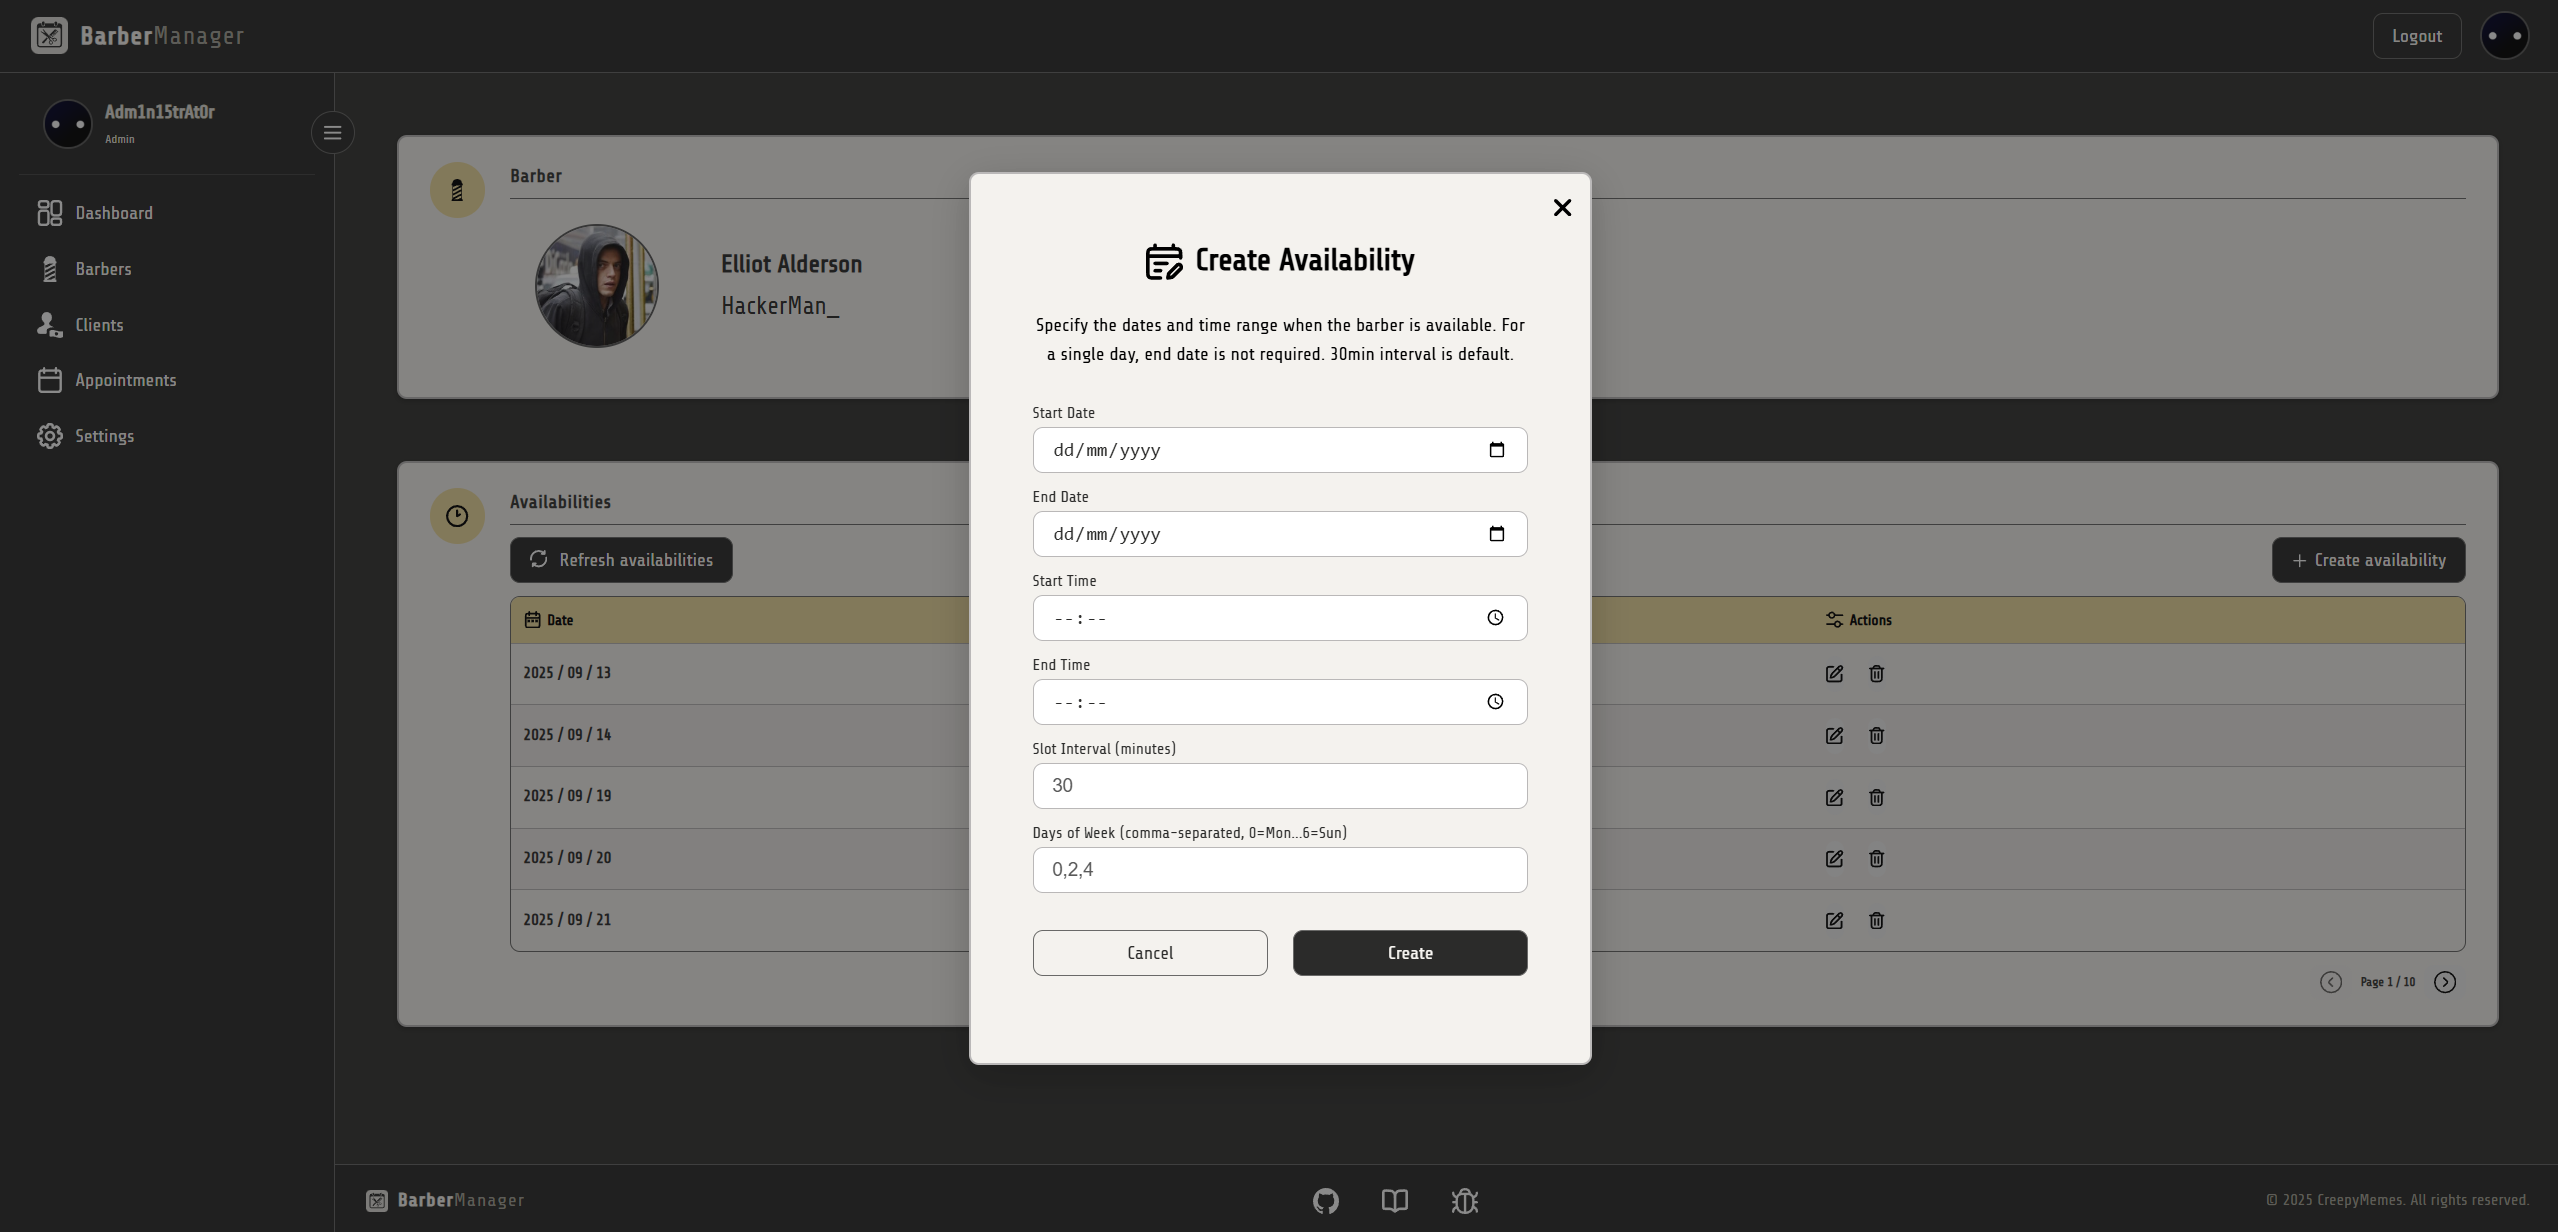 BarberManager
Logout
Adm1n15trAt0r
Admin
Dashboard
Barbers
Clients
Appointments
Settings
Barber
Elliot Alderson
HackerMan_
Availabilities
Refresh availabilities
+ Create availability
Date
Actions
2025 / 09 / 13
2025 / 09 / 14
2025 / 09 / 19
2025 / 09 / 20
2025 / 09 / 21
Page 1 / 10
Create Availability
Specify the dates and time range when the barber is available. For
a single day, end date is not required. 30min interval is default.
Start Date
dd/mm/yyyy
End Date
dd/mm/yyyy
Start Time
--:--
End Time
--:--
Slot Interval (minutes)
30
Days of Week (comma-separated, 0=Mon...6=Sun)
0,2,4
Cancel
Create
BarberManager
© 2025 CreepyMemes. All rights reserved.